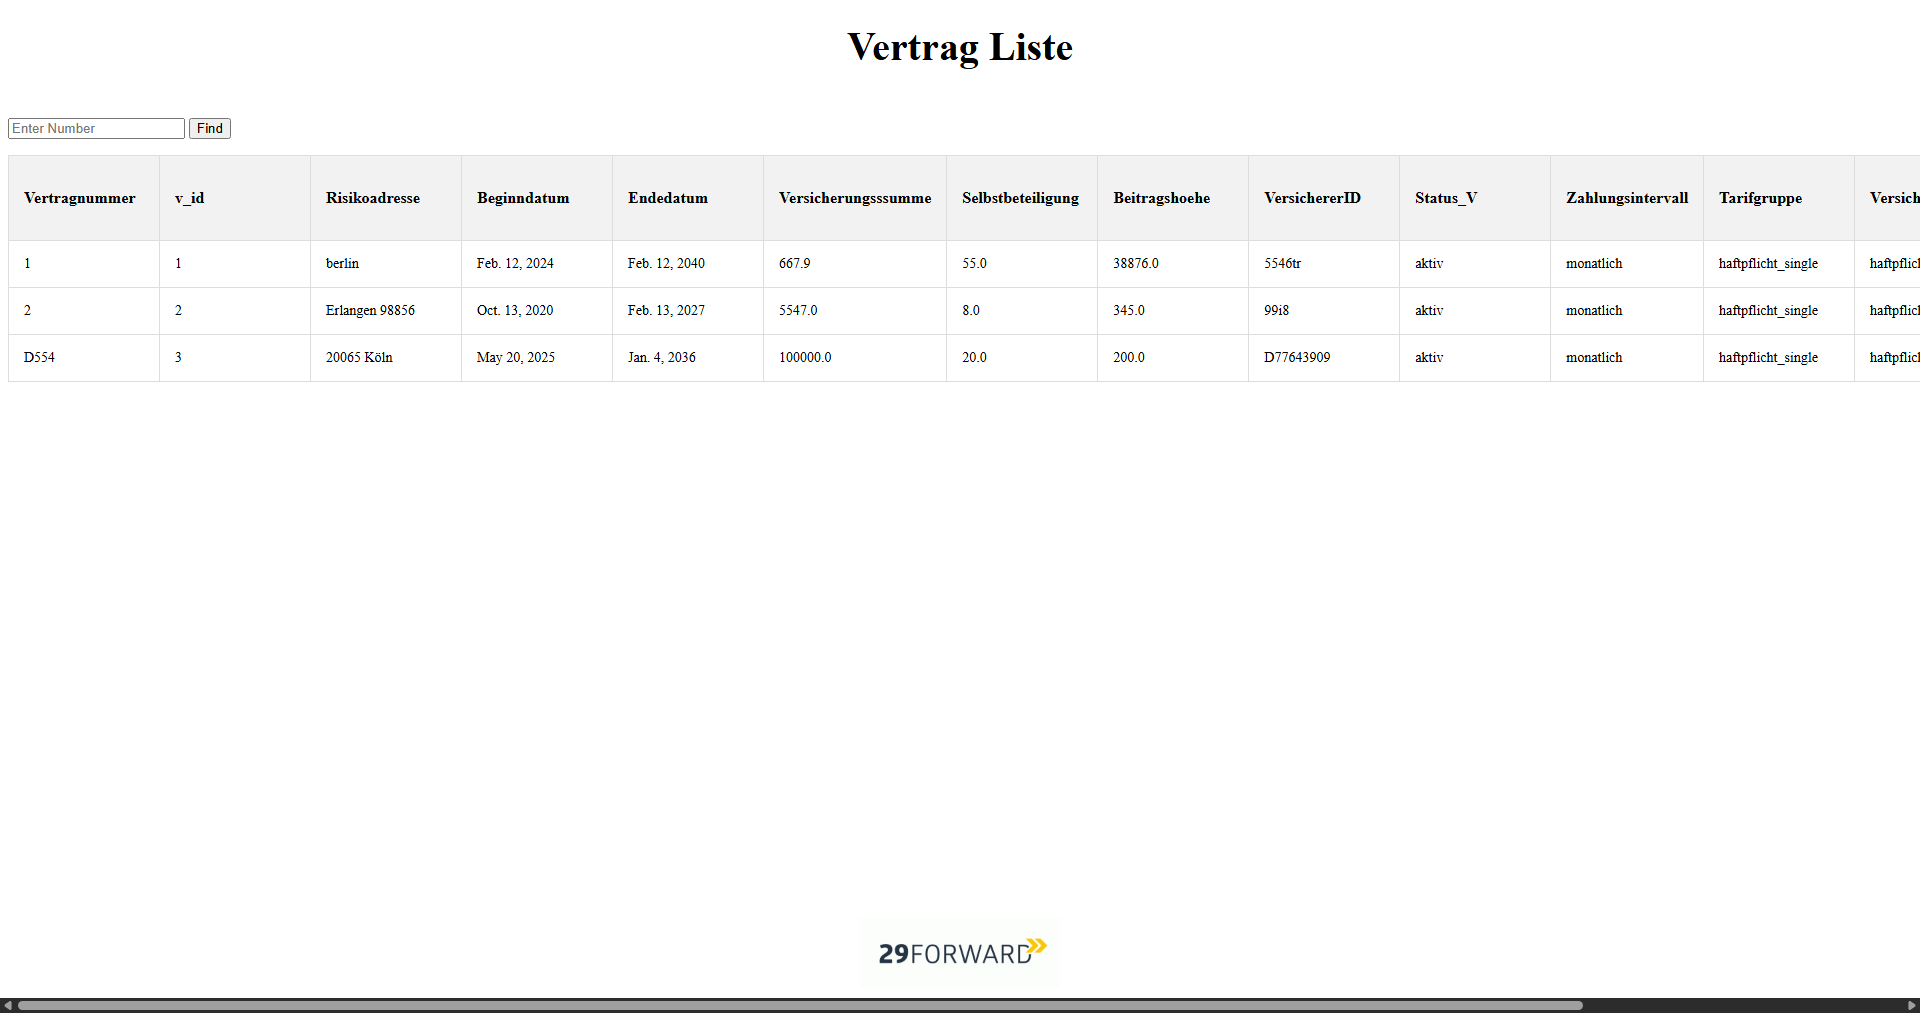 Vertrag Liste
Enter Number Find
Vertragnummer v_id Risikoadresse Beginndatum Endedatum Versicherungsssumme Selbstbeteiligung Beitragshoehe VersichererID Status_V Zahlungsintervall Tarifgruppe Versich
1 1 berlin Feb. 12, 2024 Feb. 12, 2040 667.9 55.0 38876.0 5546tr aktiv monatlich haftpflicht_single haftpflicl
2 2 Erlangen 98856 Oct. 13, 2020 Feb. 13, 2027 5547.0 8.0 345.0 99i8 aktiv monatlich haftpflicht_single haftpflicl
D554 3 20065 Köln May 20, 2025 Jan. 4, 2036 100000.0 20.0 200.0 D77643909 aktiv monatlich haftpflicht_single haftpflicl
29FORWARD